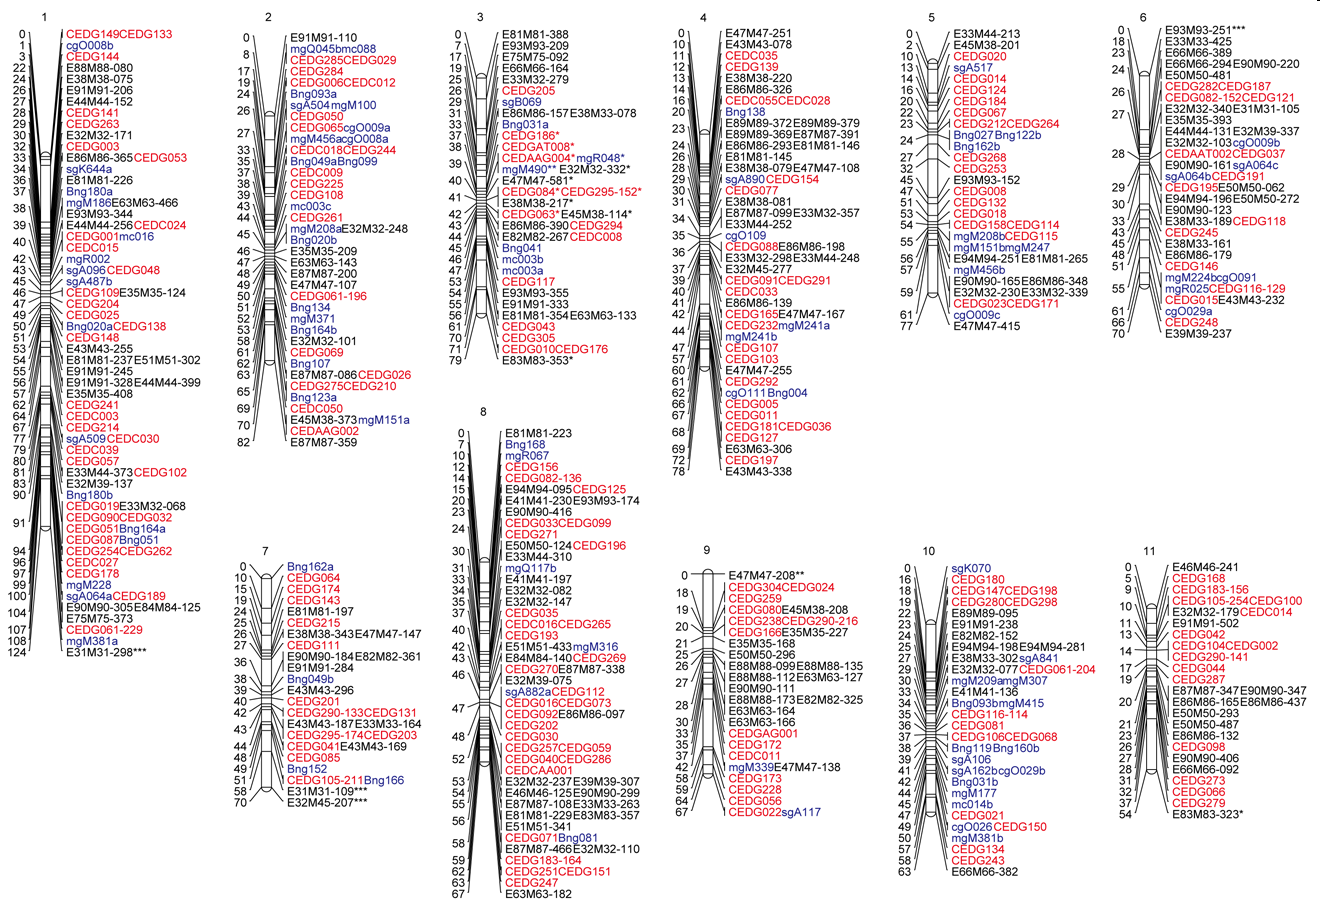 1
0 CEDG149CEDG133
1 cgO008b
3 CEDG144
22 E88M88-080
24 E38M38-075
26 E91M91-206
27 E44M44-152
28 CEDG141
29 CEDG263
30 E32M32-171
32 CEDG003
33 E86M86-365CEDG053
34 sgK644a
36 E81M81-226
37 Bng180a
38 mgM186E63M63-466
E93M93-344
39 E44M44-256CEDC024
40 CEDG001mc016
CEDC015
42 mgR002
43 sgA096CEDG048
45 sgA487b
46 CEDG109E35M35-124
47 CEDG204
49 CEDG025
50 Bng020aCEDG138
51 CEDG148
53 E43M43-255
54 E81M81-237E51M51-302
55 E91M91-245
56 E91M91-328E44M44-399
57 E35M35-408
62 CEDG241
64 CEDC003
67 CEDG214
77 sgA509CEDC030
79 CEDC039
80 CEDG057
81 E33M44-373CEDG102
83 E32M39-137
90 Bng180b
CEDG019E33M32-068
91 CEDG090CEDG032
CEDG051Bng164a
CEDG087Bng051
94 CEDG254CEDG262
96 CEDC027
97 CEDG178
99 mgM228
100 sgA064aCEDG189
104 E90M90-305E84M84-125
E75M75-373
107 CEDG061-229
108 mgM381a
124 E31M31-298***
2
0 E91M91-110
8 mgQ045bmc088
CEDG285CEDG029
17 CEDG284
19 CEDG006CEDC012
24 Bng093a
26 sgA504mgM100
CEDG050
27 CEDG065cgO009a
mgM456acgO008a
33 CEDC018CEDG244
35 Bng049aBng099
37 CEDC009
38 CEDG225
39 CEDG108
43 mc003c
44 CEDG261
45 mgM208aE32M32-248
Bng020b
46 E35M35-209
47 E63M63-143
48 E87M87-200
49 E47M47-107
50 CEDG061-196
51 Bng134
52 mgM371
53 Bng164b
58 E32M32-101
61 CEDG069
62 Bng107
63 E87M87-086CEDG026
65 CEDG275CEDG210
Bng123a
69 CEDC050
70 E45M38-373mgM151a
CEDAAG002
82 E87M87-359
3
0 E81M81-388
7 E93M93-209
17 E75M75-092
19 E66M66-164
25 E33M32-279
26 CEDG205
29 sgB069
31 E86M86-157E38M33-078
33 Bng031a
37 CEDG186*
38 CEDGAT008*
39 CEDAAG004*mgR048*
mgM490**E32M32-332*
40 E47M47-581*
41 CEDG084*CEDG295-152*
E38M38-217*
42 CEDG063*E45M38-114*
43 E86M86-390CEDG294
44 E82M82-267CEDC008
45 Bng041
46 mc003b
47 mc003a
53 CEDG117
54 E93M93-355
55 E91M91-333
56 E81M81-354E63M63-133
61 CEDG043
70 CEDG305
71 CEDG010CEDG176
79 E83M83-353*
4
0 E47M47-251
10 E43M43-078
11 CEDC035
12 CEDG139
13 E38M38-220
14 E86M86-326
16 CEDC055CEDC028
20 Bng138
23 E89M89-372E89M89-379
E89M89-369E87M87-391
24 E86M86-293E81M81-146
26 E81M81-145
28 E38M38-079E47M47-108
29 sgA890CEDG154
30 CEDG077
31 E38M38-081
34 E87M87-099E33M32-357
E33M44-252
35 cgO109
36 CEDG088E86M86-198
E33M32-298E33M44-248
37 E32M45-277
39 CEDG091CEDG291
40 CEDC033
41 E86M86-139
42 CEDG165E47M47-167
44 CEDG232mgM241a
mgM241b
47 CEDG107
57 CEDG103
60 E47M47-255
61 CEDG292
62 cgO111Bng004
66 CEDG005
67 CEDG011
68 CEDG181CEDG036
CEDG127
69 E63M63-306
72 CEDG197
78 E43M43-338
5
0 E33M44-213
2 E45M38-201
10 CEDG020
13 sgA517
14 CEDG014
16 CEDG124
20 CEDG184
22 CEDG067
23 CEDG212CEDG264
24 Bng027Bng122b
Bng162b
27 CEDG268
32 CEDG253
45 E93M93-152
47 CEDG008
51 CEDG132
53 CEDG018
54 CEDG158CEDG114
55 mgM208bCEDG115
mgM151bmgM247
56 E94M94-251E81M81-265
57 mgM456b
59 E90M90-165E86M86-348
E32M32-230E33M32-339
CEDG023CEDG171
61 cgO009c
77 E47M47-415
6
0 E93M93-251***
18 E33M33-425
22 E66M66-389
24 E66M66-294E90M90-220
E50M50-481
26 CEDG282CEDG187
CEDG082-152CEDG121
27 E32M32-340E31M31-105
E35M35-393
E44M44-131E32M39-337
E32M32-103cgO009b
28 CEDAAT002CEDG037
E90M90-161sgA064c
sgA064bCEDG191
29 CEDG195E50M50-062
30 E94M94-196E50M50-272
E90M90-123
33 E38M33-189CEDG118
43 CEDG245
45 E38M33-161
48 E86M86-179
51 CEDG146
55 mgM224bcgO091
mgR025CEDG116-129
CEDG015E43M43-232
61 cgO029a
66 CEDG248
70 E39M39-237
7
0 Bng162a
10 CEDG064
15 CEDG174
19 CEDG143
24 E81M81-197
25 CEDG215
26 E38M38-343E47M47-147
27 CEDG111
36 E90M90-184E82M82-361
E91M91-284
38 Bng049b
39 E43M43-296
40 CEDG201
42 CEDG290-133CEDG131
43 E43M43-187E33M33-164
CEDG295-174CEDG203
44 CEDG041E43M43-169
48 CEDG085
49 Bng152
51 CEDG105-211Bng166
58 E31M31-109***
70 E32M45-207***
8
0 E81M81-223
7 Bng168
10 mgR067
12 CEDG156
14 CEDG082-136
15 E94M94-095CEDG125
20 E41M41-230E93M93-174
23 E90M90-416
24 CEDG033CEDG099
CEDG271
30 E50M50-124CEDG196
E33M44-310
31 mgQ117b
33 E41M41-197
34 E32M32-082
35 E32M32-147
37 CEDG035
40 CEDC016CEDG265
CEDG193
42 E51M51-433mgM316
43 E84M84-140CEDG269
46 CEDG270E87M87-338
E32M39-075
47 sgA882aCEDG112
CEDG016CEDG073
CEDG092E86M86-097
CEDG202
48 CEDG030
52 CEDG257CEDG059
CEDG040CEDG286
CEDCAA001
53 E32M32-237E39M39-307
54 E46M46-125E90M90-299
55 E87M87-108E33M33-263
56 E81M81-229E83M83-357
E51M51-341
58 CEDG071Bng081
E87M87-466E32M32-110
59 CEDG183-164
62 CEDG251CEDG151
63 CEDG247
67 E63M63-182
9
0 E47M47-208**
18 CEDG304CEDG024
CEDG259
19 CEDG080E45M38-208
20 CEDG238CEDG290-216
CEDG166E35M35-227
21 E35M35-168
25 E50M50-296
26 E88M88-099E88M88-135
27 E88M88-112E63M63-127
E90M90-111
28 E88M88-173E82M82-325
E63M63-164
30 E63M63-166
33 CEDGAG001
35 CEDG172
37 CEDC011
42 mgM339E47M47-138
58 CEDG173
59 CEDG228
64 CEDG056
67 CEDG022sgA117
10
0 sgK070
16 CEDG180
18 CEDG147CEDG198
19 CEDG280CEDG298
22 E89M89-095
23 E91M91-238
24 E82M82-152
25 E94M94-198E94M94-281
27 E38M33-302sgA841
29 E32M32-077CEDG061-204
30 mgM209amgM307
33 E41M41-136
34 Bng093bmgM415
35 CEDG116-114
36 CEDG081
37 CEDG106CEDG068
38 Bng119Bng160b
39 sgA106
41 sgA162bcgO029b
42 Bng031b
44 mgM177
45 mc014b
47 CEDG021
49 cgO026CEDG150
50 mgM381b
57 CEDG134
58 CEDG243
63 E66M66-382
11
0 E46M46-241
5 CEDG168
9 CEDG183-156
10 CEDG105-254CEDG100
E32M32-179CEDC014
11 E91M91-502
13 CEDG042
14 CEDG104CEDG002
CEDG290-141
17 CEDG044
19 CEDG287
20 E87M87-347E90M90-347
E86M86-165E86M86-437
E50M50-293
21 E50M50-487
23 E86M86-132
26 CEDG098
27 E90M90-406
28 E66M66-092
31 CEDG273
32 CEDG066
37 CEDG279
54 E83M83-323*